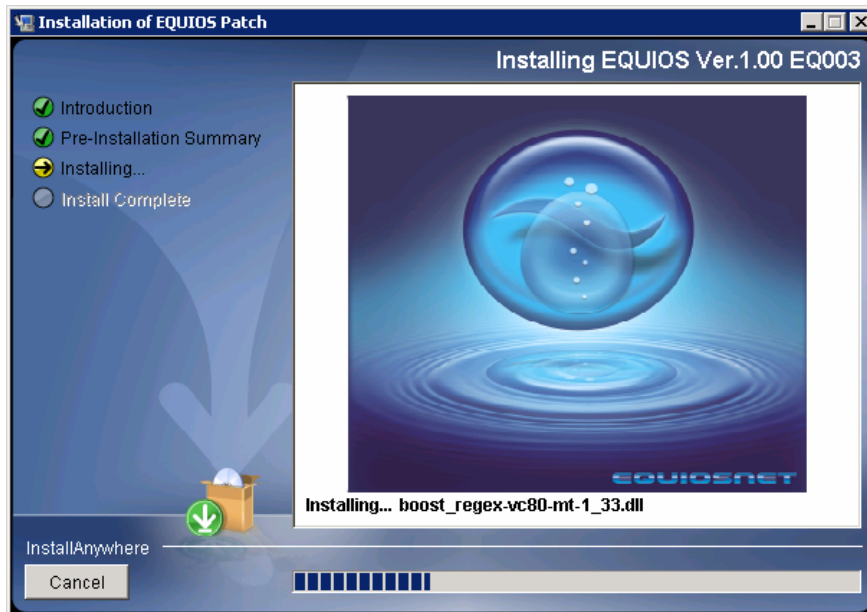 Installation of EQUIOS Patch
Installing EQUIOS Ver.1.00 EQ003
Introduction
Pre-Installation Summary
Installing...
Install Complete
EQUIOSNET
Installing... boost_regex-vc80-mt-1_33.dll
InstallAnywhere
Cancel